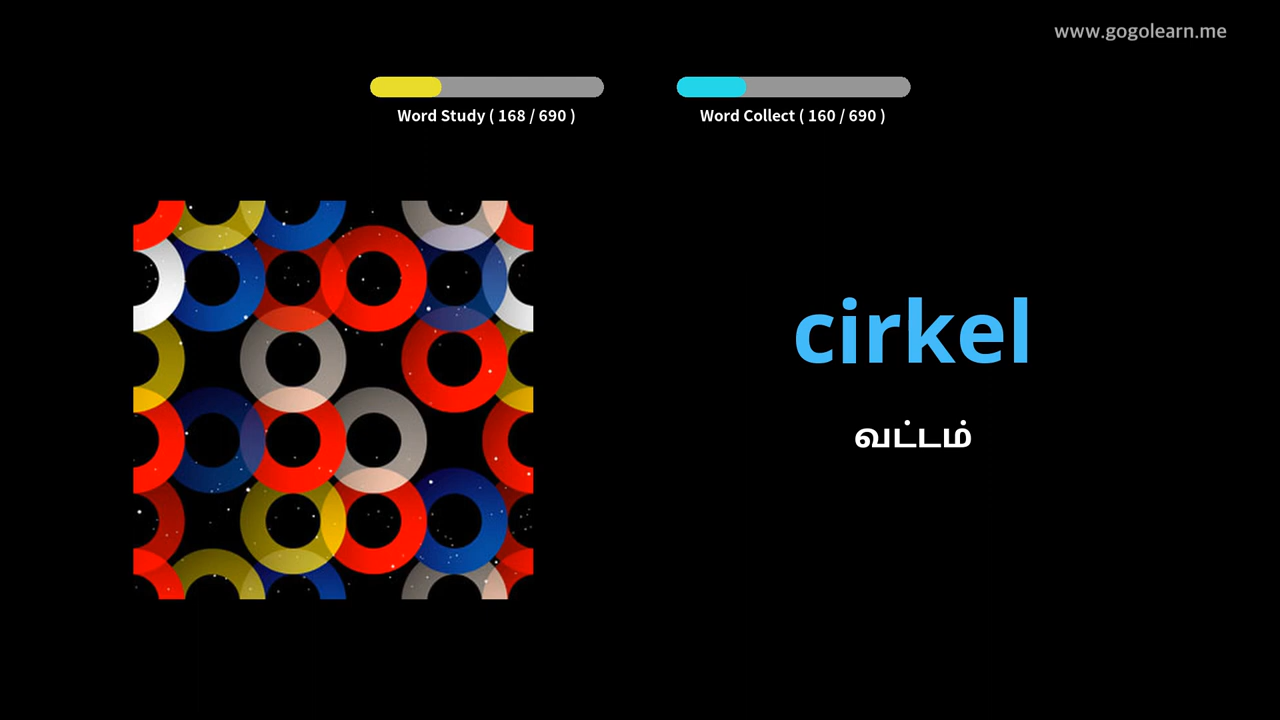 www.gogolearn.me
Word Study ( 168 / 690 )
Word Collect ( 160 / 690 )
cirkel
வட்டம்